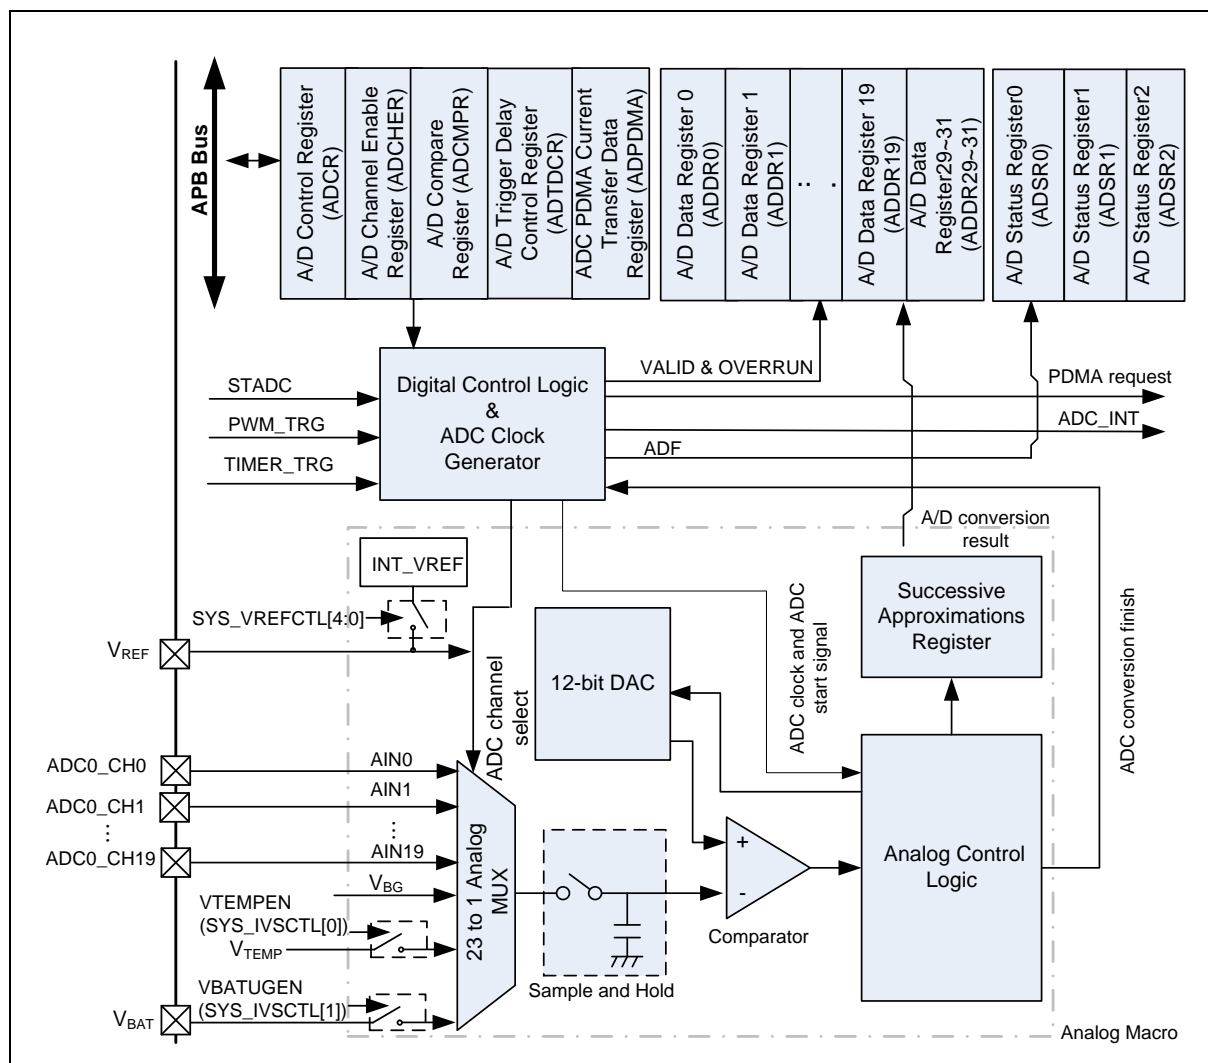 APB Bus
A/D Control Register
(ADCR)
A/D Channel Enable
Register (ADCHER)
A/D Compare
Register (ADCMPR)
A/D Trigger Delay
Control Register
(ADTDCR)
ADC PDMA Current
Transfer Data
Register (ADPDMA)
A/D Data Register 0
(ADDR0)
A/D Data Register 1
(ADDR1)
:: .
A/D Data Register 19
(ADDR19)
A/D Data
Register29~31
(ADDR29~31)
A/D Status Register0
(ADSR0)
A/D Status Register1
(ADSR1)
A/D Status Register2
(ADSR2)
STADC
PWM_TRG
TIMER_TRG
Digital Control Logic
&
ADC Clock
Generator
VALID & OVERRUN
PDMA request
ADC_INT
ADF
A/D conversion
result
INT_VREF
SYS_VREFCTL[4:0]
VREF
ADC channel
select
12-bit DAC
ADC clock and ADC
start signal
Successive
Approximations
Register
ADC conversion finish
ADC0_CH0
AIN0
ADC0_CH1
AIN1
...
...
ADC0_CH19
AIN19
VBG
VTEMPEN
(SYS_IVSCTL[0])
VTEMP
VBATUGEN
(SYS_IVSCTL[1])
VBAT
23 to 1 Analog
MUX
Sample and Hold
+
-
Comparator
Analog Control
Logic
Analog Macro